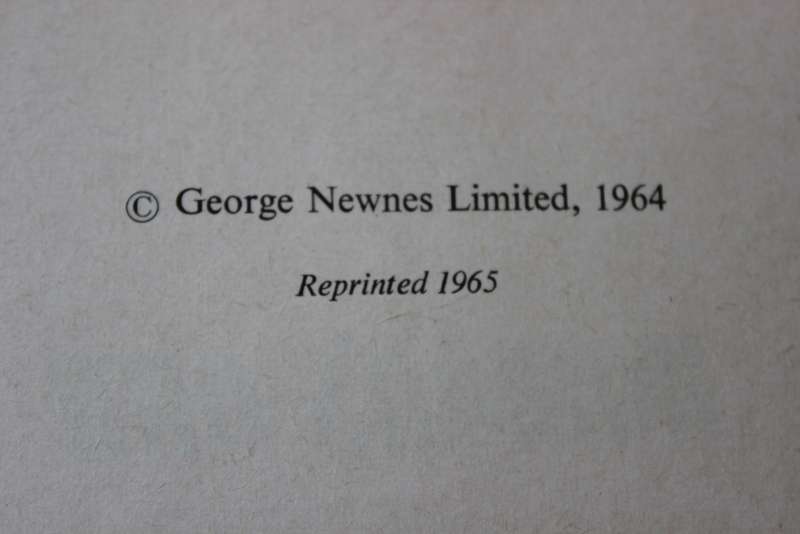 © George Newnes Limited, 1964
Reprinted 1965